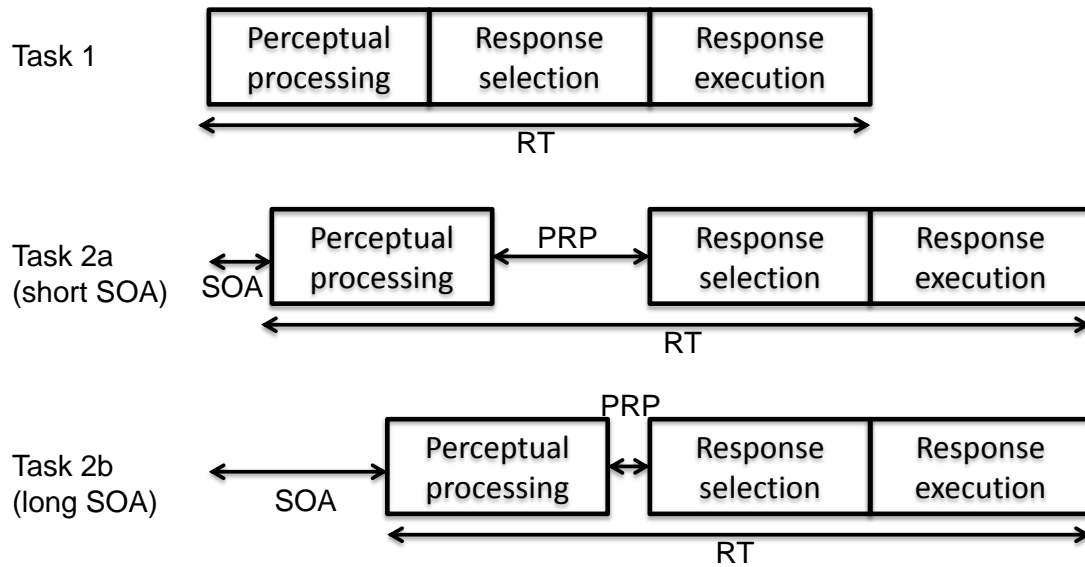 Task 1
Perceptual
processing
Response
selection
Response
execution
RT
Task 2a
(short SOA)
SOA
Perceptual
processing
PRP
Response
selection
Response
execution
RT
Task 2b
(long SOA)
SOA
Perceptual
processing
PRP
Response
selection
Response
execution
RT